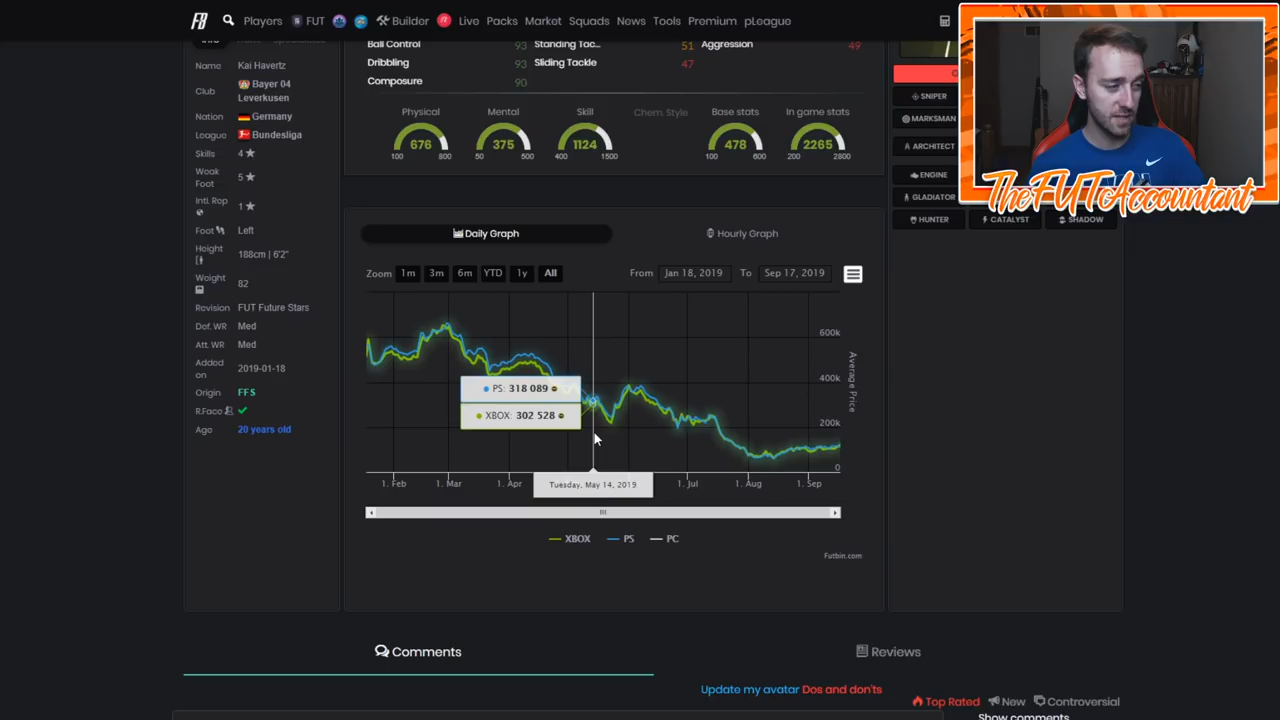 FB Players FUT Builder Live Packs Market Squads News Tools Premium pLeague
Name Kai Havertz
Club Bayer 04 Leverkusen
Nation Germany
League Bundesliga
Skills 4★
Weak Foot 5★
Intl. Rep 1★
Foot Left
Height 188cm | 6'2"
Weight 82
Revision FUT Future Stars
Def. WR Med
Att. WR Med
Added on 2019-01-18
Origin FFS
R.Face
Age 20 years old
Ball Control 93 Standing Tac... 51 Aggression 49
Dribbling 93 Sliding Tackle 47
Composure 90
Physical Mental Skill Chem. Style Base stats In game stats
676 375 1124 478 2265
100 800 50 500 400 1500 100 600 200 2800
Daily Graph Hourly Graph
Zoom 1m 3m 6m YTD 1y All From Jan 18, 2019 To Sep 17, 2019
600k
400k
200k
0
Average Price
PS: 318 089
XBOX: 302 528
Tuesday, May 14, 2019
1. Feb 1. Mar 1. Apr 1. Jul 1. Aug 1. Sep
XBOX PS PC
Futbin.com
SNIPER
MARKSMAN
ARCHITECT
ENGINE
GLADIATOR
HUNTER CATALYST SHADOW
TheFUTAccountant
Comments Reviews
Update my avatar Dos and don'ts
Top Rated New Controversial
Show comments